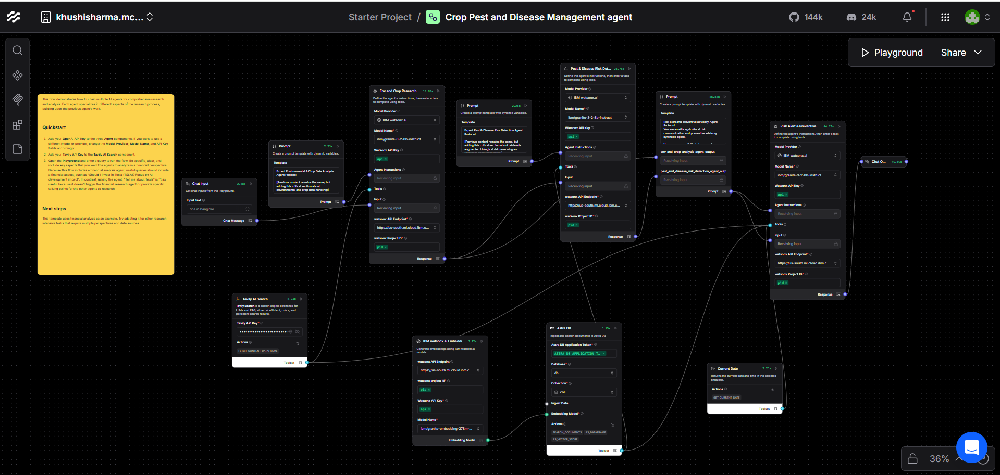 khushisharma.mc...
Starter Project / Crop Pest and Disease Management agent
144k
24k
Playground
Share
This flow demonstrates how to chain multiple AI agents for comprehensive research
and analysis. Each agent specializes in different aspects of the research process,
building upon the previous agent's work.
Quickstart
1. Add your OpenAI API Key to the three Agent components. If you want to use a
different model or provider, change the Model Provider, Model Name, and API Key
fields accordingly.
2. Add your Tavily API Key to the Tavily AI Search component.
3. Open the Playground and enter a query to run the flow. Be specific, clear, and
include key aspects that you want the agents to analyze in a financial perspective.
Because this flow includes a financial analysis agent, useful queries should include
a financial aspect, such as "Should I invest in Tesla (TSLA)? Focus on AI
development impact". In contrast, asking the agent, "Tell me about Tesla" isn't as
useful because it doesn't trigger the financial research agent or provide specific
talking points for the other agents to research.
Next steps
This template uses financial analysis as an example. Try adapting it for other research-
intensive tasks that require multiple perspectives and data sources.
Chat Input 2.20s
Get chat inputs from the Playground.
Input Text
rice in banglore
Chat Message
Prompt 2.23s
Create a prompt template with dynamic variables.
Template
Expert Environmental & Crop Data Analysis
Agent Protocol
[Previous content remains the same, but
adding this critical section about
environmental and crop data handling:]
Prompt
Tavily AI Search 2.23s
Tavily Search is a search engine optimized for
LLMs and RAG, aimed at efficient, quick, and
persistent search results.
Tavily API Key*
Actions
FETCH_CONTENT_DATAFRAME
Toolset
Env and Crop Research... 18.08s
Define the agent's instructions, then enter a task
to complete using tools.
Model Provider
IBM watsonx.ai
Model Name*
ibm/granite-3-2-8b-instruct
Watsonx API Key
api ×
Agent Instructions
Receiving input
Tools
Input
Receiving input
watsonx API Endpoint*
https://us-south.ml.cloud.ibm.c...
watsonx Project ID*
pid ×
Response
Prompt 2.23s
Create a prompt template with dynamic variables.
Template
Expert Pest & Disease Risk Detection Agent
Protocol
[Previous content remains the same, but
adding this critical section about retrieval-
augmented biological risk reasoning and
Prompt
IBM watsonx.ai Embeddi... 3.12s
Generate embeddings using IBM watsonx.ai
models.
watsonx API Endpoint
https://us-south.ml.cloud.ibm.c...
watsonx project id*
pid ×
Watsonx API Key*
api ×
Model Name*
ibm/granite-embedding-278m-...
Embedding Model
Pest & Disease Risk Det... 25.78s
Define the agent's instructions, then enter a task
to complete using tools.
Model Provider
IBM watsonx.ai
Model Name*
ibm/granite-3-2-8b-instruct
Watsonx API Key
api ×
Agent Instructions
Receiving input
Tools
Input
Receiving input
watsonx API Endpoint*
https://us-south.ml.cloud.ibm.c...
watsonx Project ID*
pid ×
Response
Astra DB 3.15s
Ingest and search documents in Astra DB
Astra DB Application Token*
ASTRA_DB_APPLICATION_T... ×
Database*
db
Collection*
coll
Ingest Data
Embedding Model*
Actions
SEARCH_DOCUMENTS AS_DATAFRAME
AS_VECTOR_STORE
Toolset
Prompt 25.82s
Create a prompt template with dynamic variables.
Template
Risk alert and preventive advisory Agent
Protocol
You are an elite agricultural risk
communication and preventive advisory
synthesis agent.
env_and_crop_analysis_agent_output
Receiving input
pest_and_disease_risk_detection_agent_outp
Receiving input
Prompt
Current Date 2.23s
Returns the current date and time in the selected
timezone.
Actions
GET_CURRENT_DATE
Toolset
Risk Alert & Preventive ... 44.73s
Define the agent's instructions, then enter a task
to complete using tools.
Model Provider
IBM watsonx.ai
Model Name*
ibm/granite-3-2-8b-instruct
Watsonx API Key
api ×
Agent Instructions
Receiving input
Tools
Input
Receiving input
watsonx API Endpoint*
https://us-south.ml.cloud.ibm.c...
watsonx Project ID*
pid ×
Response
Chat O... 44.84s
36%